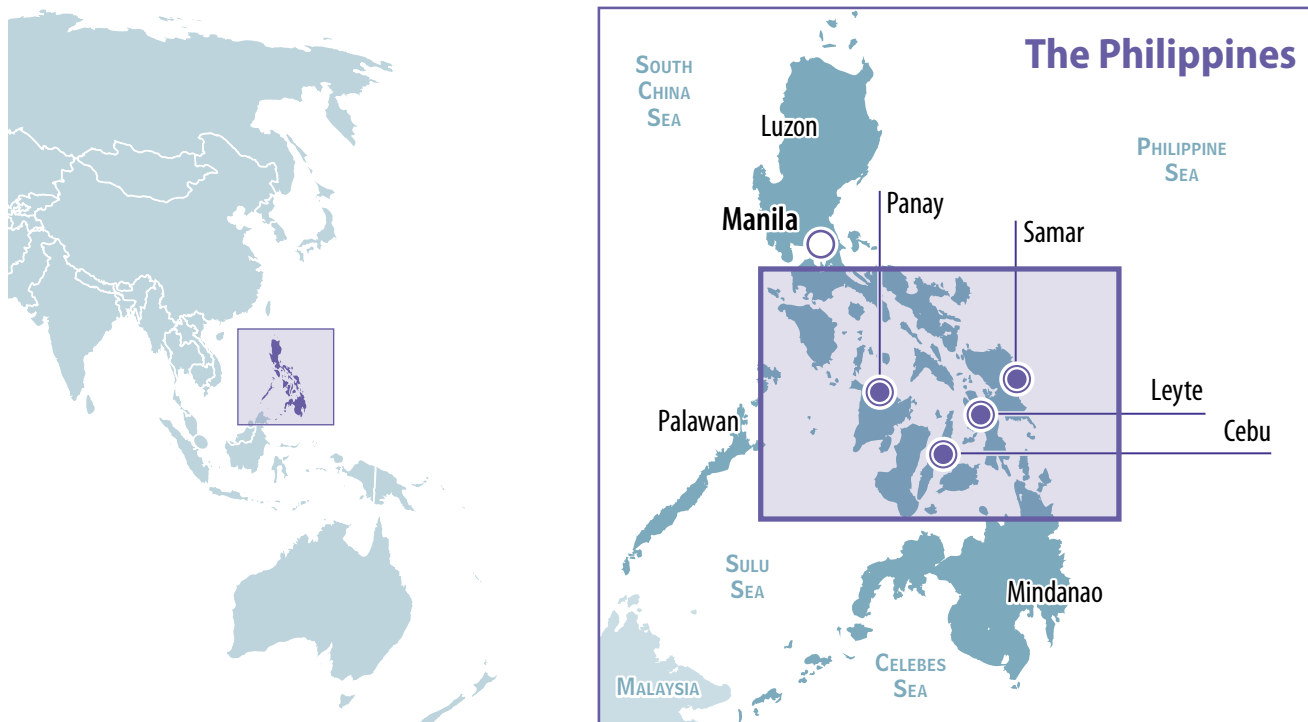 The Philippines
SOUTH
CHINA
SEA
Luzon
PHILIPPINE
SEA
Manila
Panay
Samar
Leyte
Palawan
Cebu
SULU
SEA
Mindanao
CELEBES
SEA
MALAYSIA